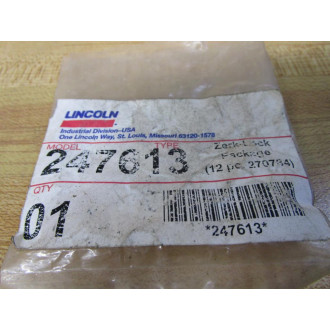 LINCOLN
Industrial Division-USA
One Lincoln Way, St. Louis, Missouri 63120-1578
MODEL TYPE
247613 Zerk-Lock
Package
(12 pc. 270784)
QTY
01
*247613*